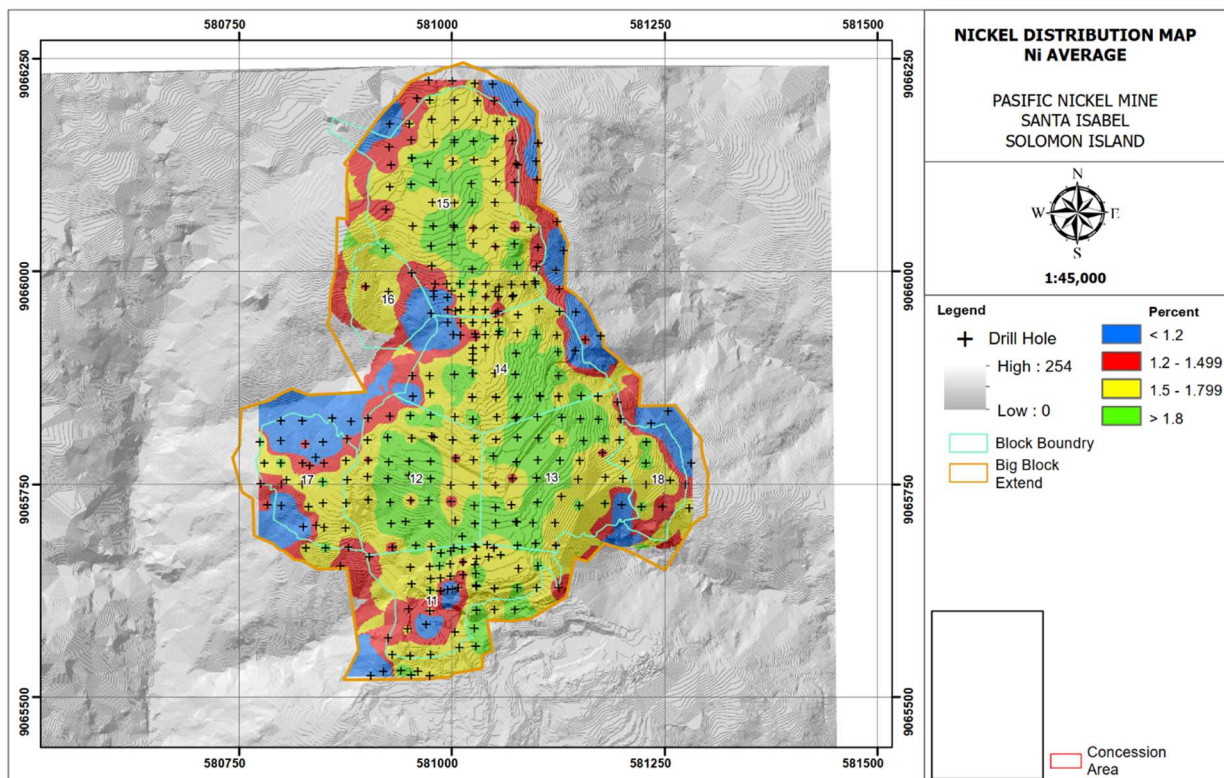 580750 581000 581250 581500
9066250
9066000
9065750
9065500
9066250
9066000
9065750
9065500
15
16
14
17
12
13
18
11
580750 581000 581250 581500
NICKEL DISTRIBUTION MAP
Ni AVERAGE
PASIFIC NICKEL MINE
SANTA ISABEL
SOLOMON ISLAND
N
W E
S
1:45,000
Legend
Drill Hole
High : 254
Low : 0
Block Boundry
Big Block
Extend
Percent
< 1.2
1.2 - 1.499
1.5 - 1.799
> 1.8
Concession
Area